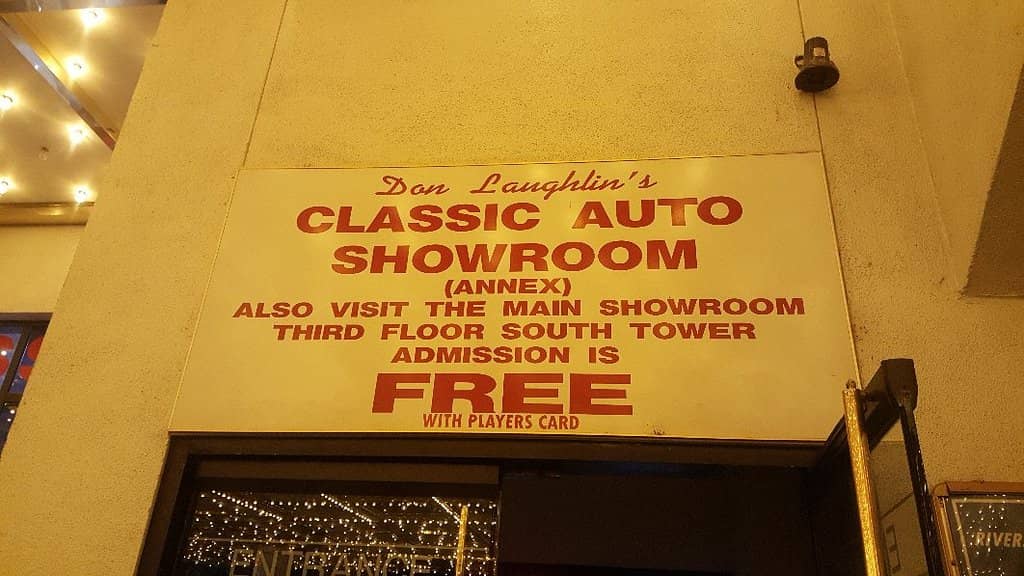 Don Laughlin's
CLASSIC AUTO
SHOWROOM
(ANNEX)
ALSO VISIT THE MAIN SHOWROOM
THIRD FLOOR SOUTH TOWER
ADMISSION IS
FREE
WITH PLAYERS CARD
ENTRANCE
RIVER